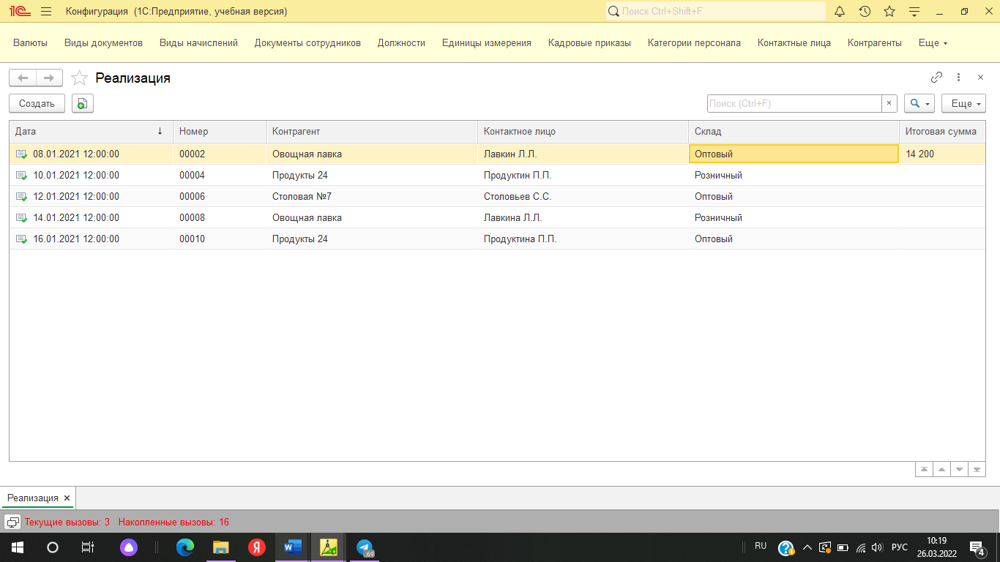 1С Конфигурация (1С:Предприятие, учебная версия) Поиск Ctrl+Shift+F
Валюты Виды документов Виды начислений Документы сотрудников Должности Единицы измерения Кадровые приказы Категории персонала Контактные лица Контрагенты Еще
Реализация
Создать Поиск (Ctrl+F) × Еще
Дата ↓ Номер Контрагент Контактное лицо Склад Итоговая сумма
08.01.2021 12:00:00 00002 Овощная лавка Лавкин Л.Л. Оптовый 14 200
10.01.2021 12:00:00 00004 Продукты 24 Продуктин П.П. Розничный
12.01.2021 12:00:00 00006 Столовая №7 Столовьев С.С. Оптовый
14.01.2021 12:00:00 00008 Овощная лавка Лавкина Л.Л. Розничный
16.01.2021 12:00:00 00010 Продукты 24 Продуктина П.П. Оптовый
Реализация ×
Текущие вызовы: 3 Накопленные вызовы: 16
Я W .69 RU РУС 10:19
26.03.2022 4